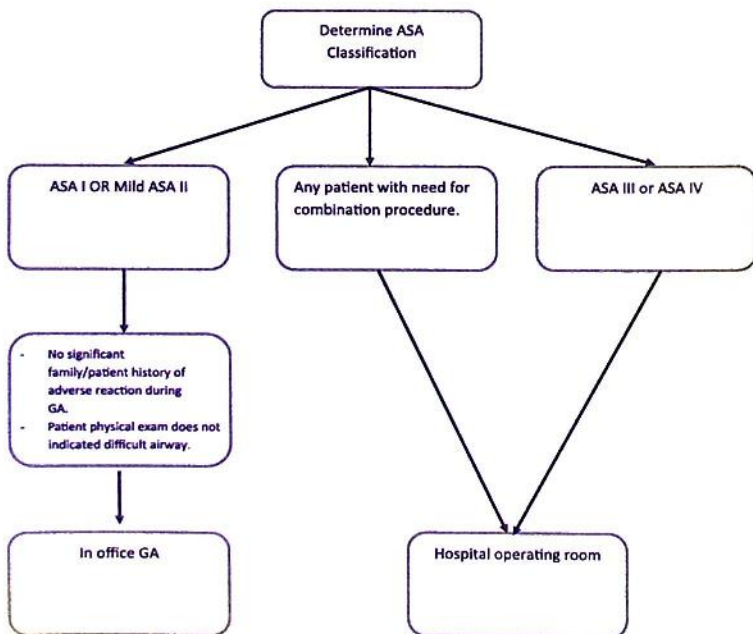 Determine ASA
Classification
ASA I OR Mild ASA II
Any patient with need for
combination procedure.
ASA III or ASA IV
- No significant
family/patient history of
adverse reaction during
GA.
- Patient physical exam does not
indicated difficult airway.
In office GA
Hospital operating room